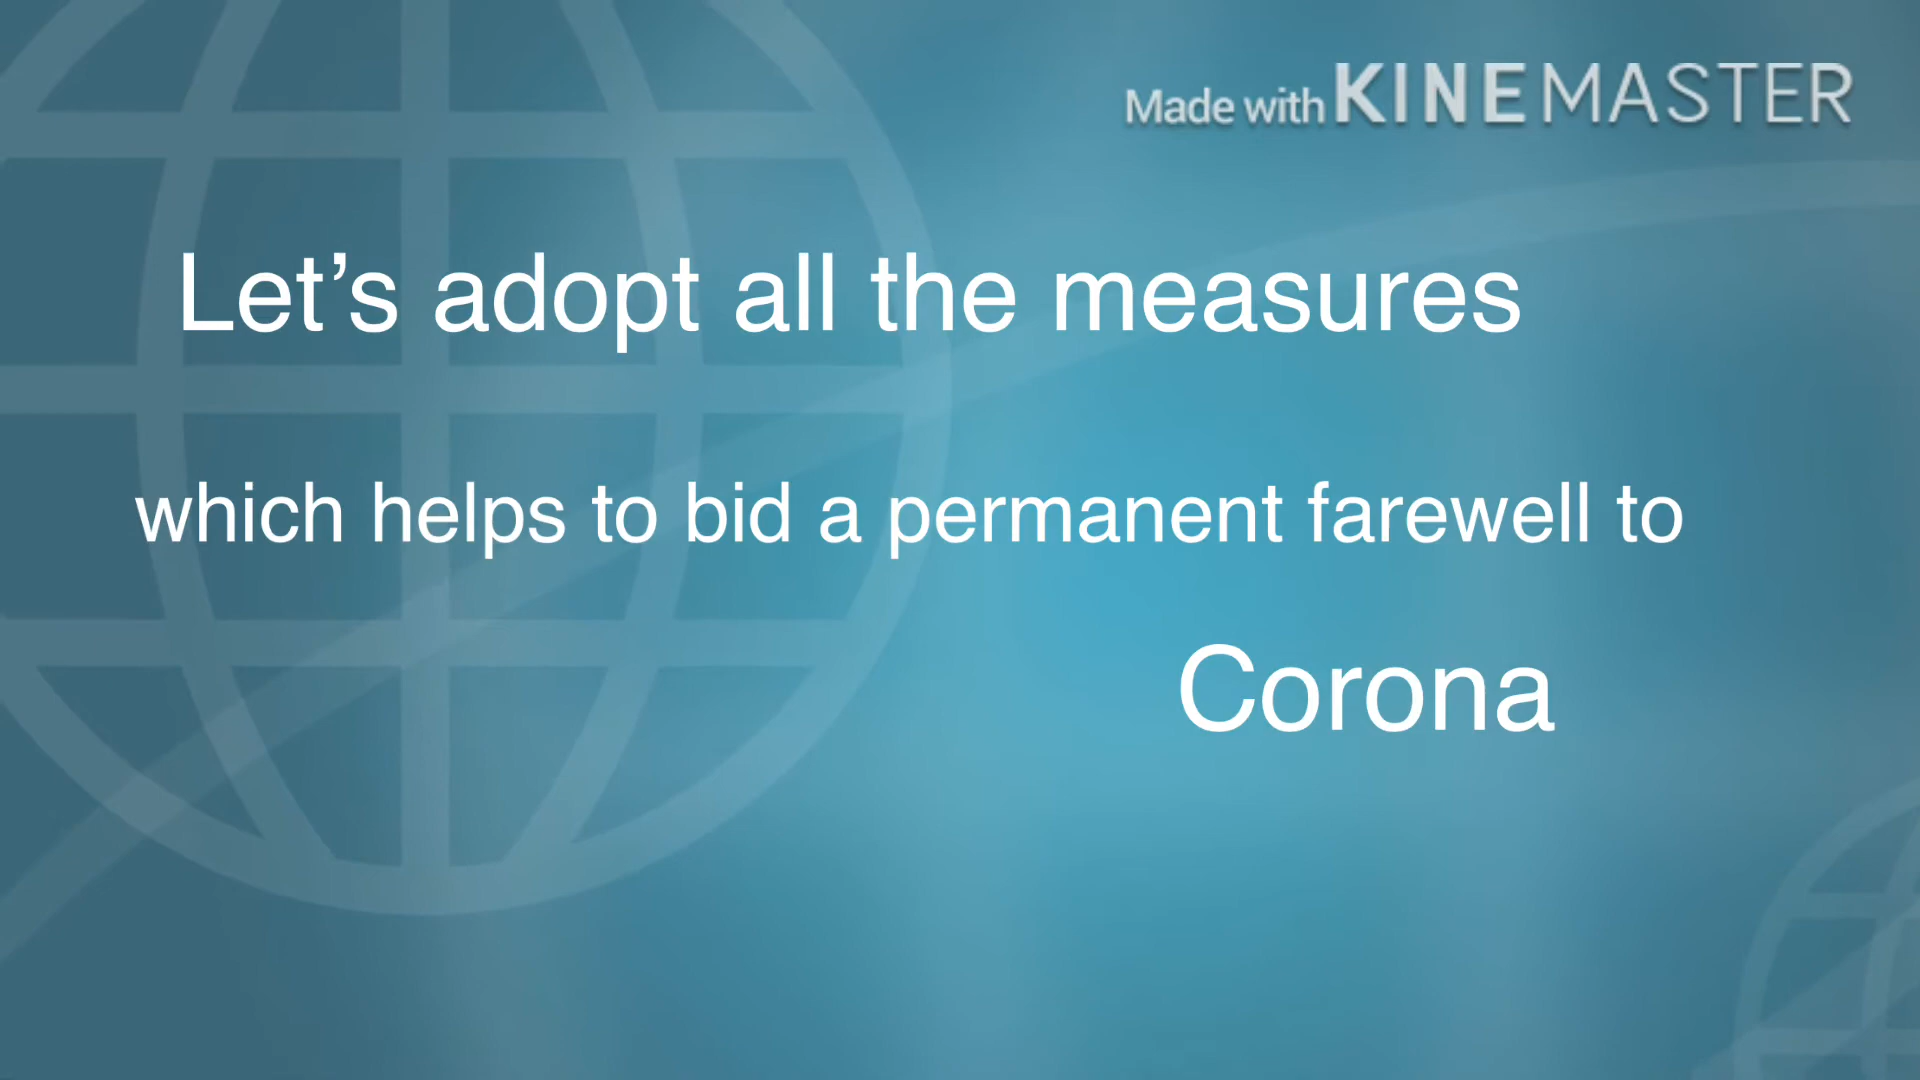 Made with KINEMASTER
Let’s adopt all the measures
which helps to bid a permanent farewell to
Corona